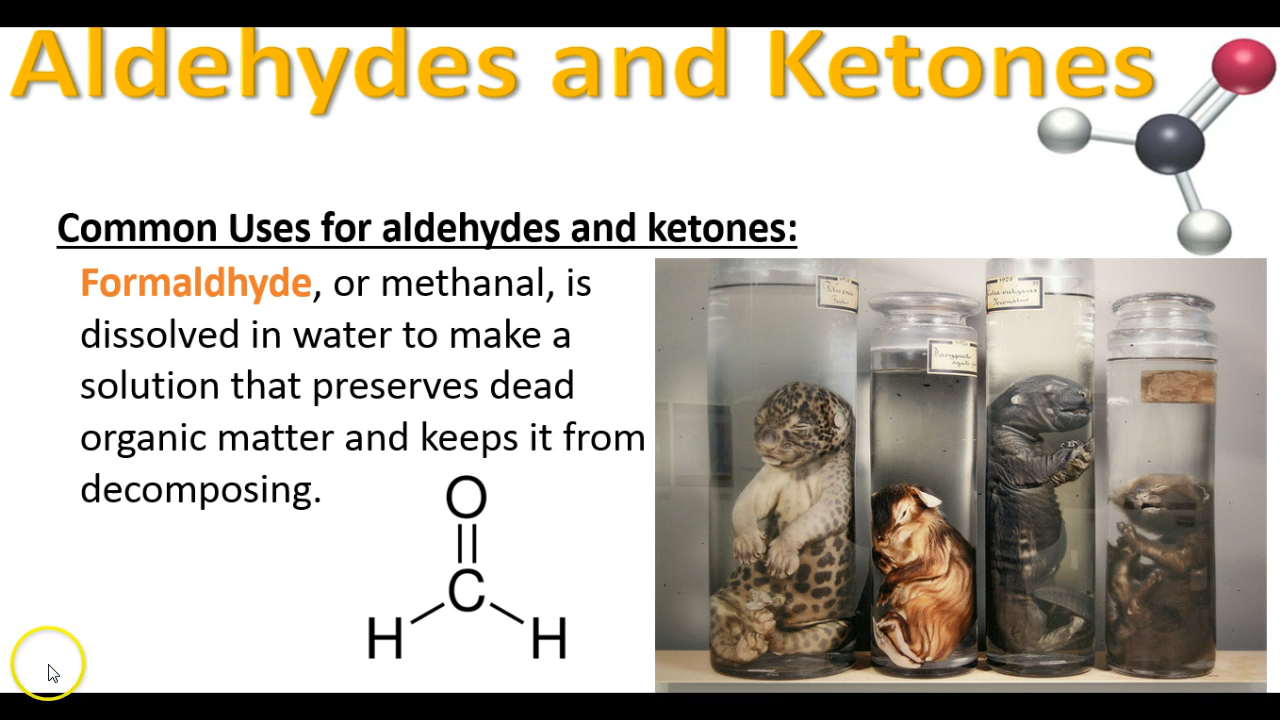 Aldehydes and Ketones
Common Uses for aldehydes and ketones:
Formaldhyde, or methanal, is
dissolved in water to make a
solution that preserves dead
organic matter and keeps it from
decomposing.
O
C
H H